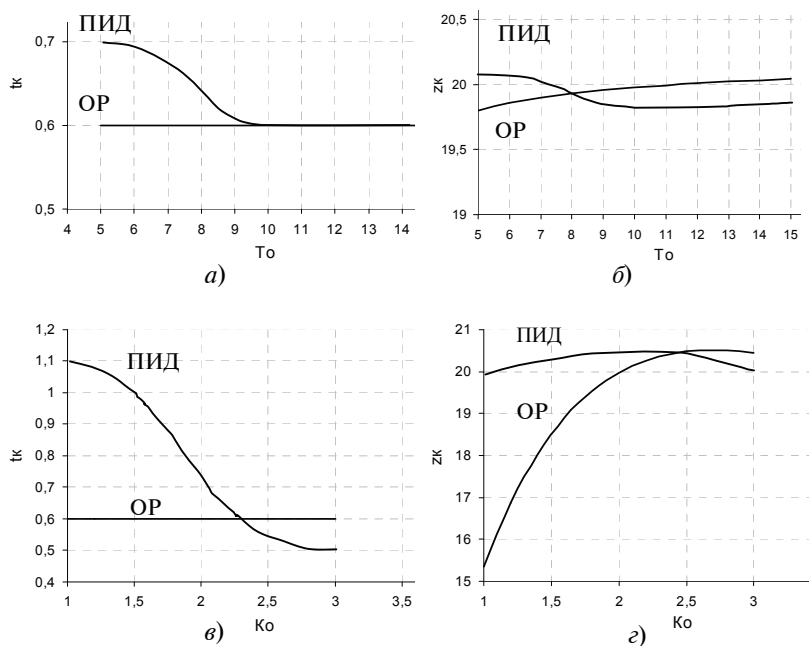 ПИД
ОР
tк
0,7
0,6
0,5
4 5 6 7 8 9 10 11 12 13 14
То
а)
ПИД
ОР
zк
20,5
20
19,5
19
5 6 7 8 9 10 11 12 13 14 15
То
б)
ПИД
ОР
tк
1,2
1,1
1
0,9
0,8
0,7
0,6
0,5
0,4
1 1,5 2 2,5 3 3,5
Ко
в)
ПИД
ОР
zк
21
20
19
18
17
16
15
1 1,5 2 2,5 3
Ко
г)